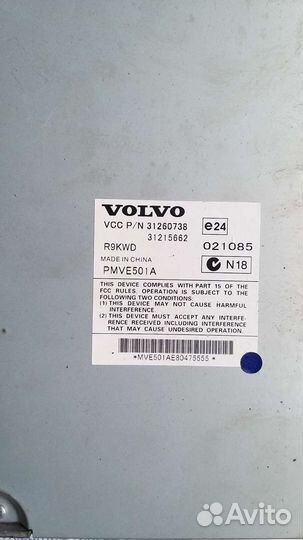 VOLVO
VCC P/N 31260738
31215662
e24
R9KWD
021085
MADE IN CHINA
PMVE501A
N18
THIS DEVICE COMPLIES WITH PART 15 OF THE
FCC RULES. OPERATION IS SUBJECT TO THE
FOLLOWING TWO CONDITIONS:
(1) THIS DEVICE MAY NOT CAUSE HARMFUL
INTERFERENCE.
(2) THIS DEVICE MUST ACCEPT ANY
INTERFERENCE RECEIVED INCLUDING INTERFERENCE
THAT MAY CAUSE UNDESIRED OPERATION.
*MVE501AE80475555*
Avito